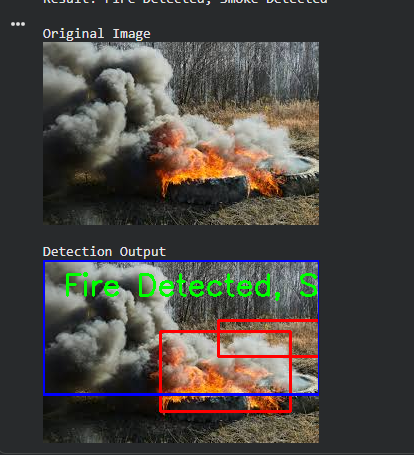 Result: Fire Detected, Smoke Detected
Original Image
Detection Output
Fire Detected, S